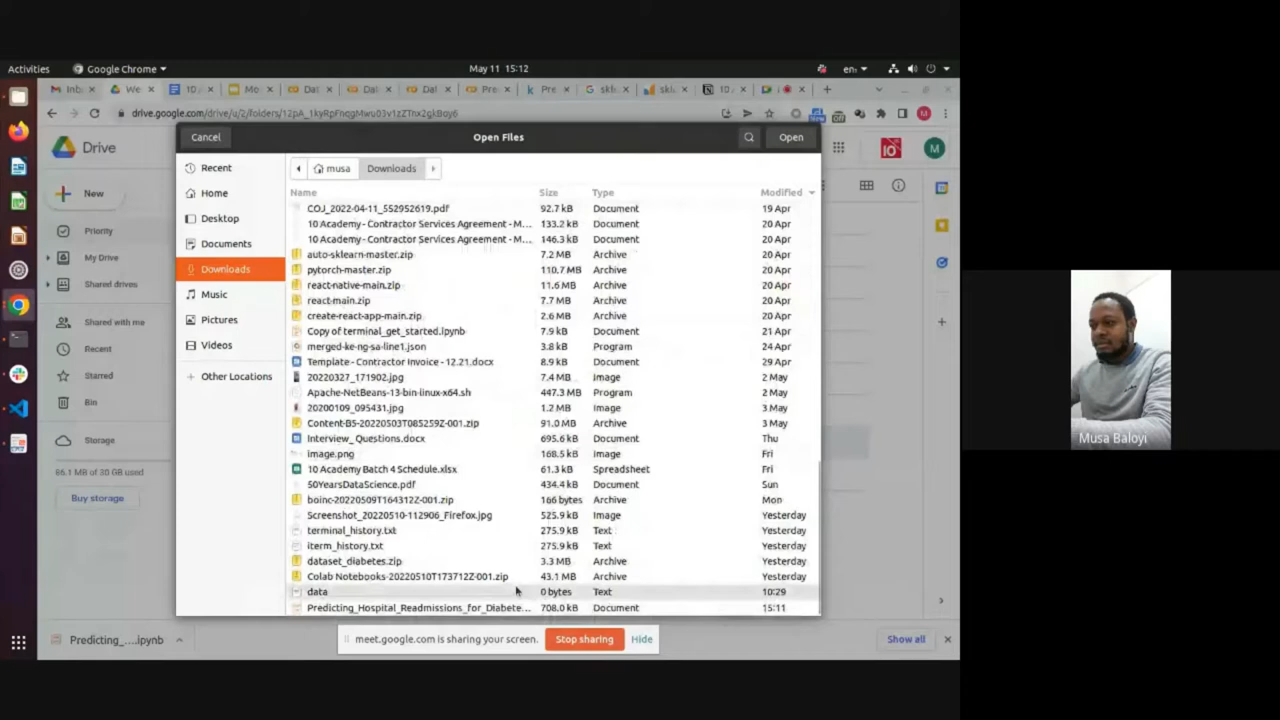 Activities
Google Chrome
May 11 15:12
en
Inb
We
10
Mo
Dat
Dal
Dat
Pre
Pre
skl
skl
10
drive.google.com/drive/u/2/folders/
Drive
New
Priority
My Drive
Shared drives
Shared with me
Recent
Starred
Bin
Storage
86.1 MB of 30 GB used
Buy storage
M
Cancel
Open Files
Open
Recent
Home
Desktop
Documents
Downloads
Music
Pictures
Videos
+ Other Locations
musa
Downloads
Name Size Type Modified
COJ_2022-04-11_552952619.pdf 92.7 kB Document 19 Apr
10 Academy - Contractor Services Agreement - M... 133.2 kB Document 20 Apr
10 Academy - Contractor Services Agreement - M... 146.3 kB Document 20 Apr
auto-sklearn-master.zip 7.2 MB Archive 20 Apr
pytorch-master.zip 110.7 MB Archive 20 Apr
react-native-main.zip 11.6 MB Archive 20 Apr
react-main.zip 7.7 MB Archive 20 Apr
create-react-app-main.zip 2.6 MB Archive 20 Apr
Copy of terminal_get_started.ipynb 7.9 kB Document 21 Apr
merged-ke-ng-sa-line1.json 3.8 kB Program 24 Apr
Template - Contractor Invoice - 12.21.docx 8.9 kB Document 29 Apr
20220327_171902.jpg 7.4 MB Image 2 May
Apache-NetBeans-13-bin-linux-x64.sh 447.3 MB Program 2 May
20200109_095431.jpg 1.2 MB Image 3 May
Content-B5-20220503T085259Z-001.zip 91.0 MB Archive 3 May
Interview_ Questions.docx 695.6 kB Document Thu
image.png 168.5 kB Image Fri
10 Academy Batch 4 Schedule.xlsx 61.3 kB Spreadsheet Fri
50YearsDataScience.pdf 434.4 kB Document Sun
boinc-20220509T164312Z-001.zip 166 bytes Archive Mon
Screenshot_20220510-112906_Firefox.jpg 525.9 kB Image Yesterday
terminal_history.txt 275.9 kB Text Yesterday
iterm_history.txt 275.9 kB Text Yesterday
dataset_diabetes.zip 3.3 MB Archive Yesterday
Colab Notebooks-20220510T173712Z-001.zip 43.1 MB Archive Yesterday
data 0 bytes Text 10:29
Predicting_Hospital_Readmissions_for_Diabete... 708.0 kB Document 15:11
meet.google.com is sharing your screen.
Stop sharing
Hide
Predicting_....ipynb
Show all
Musa Baloyi